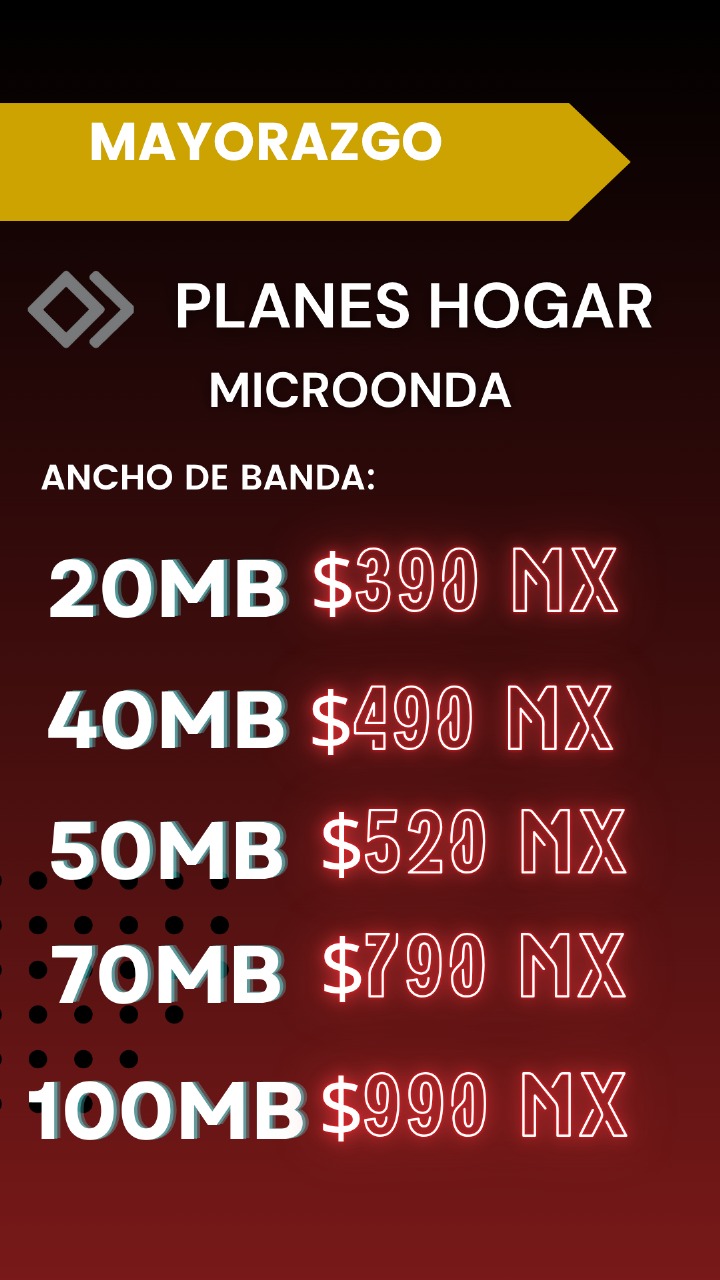 MAYORAZGO
PLANES HOGAR
MICROONDA
ANCHO DE BANDA:
20MB $390 MX
40MB $490 MX
50MB $520 MX
70MB $790 MX
100MB $990 MX